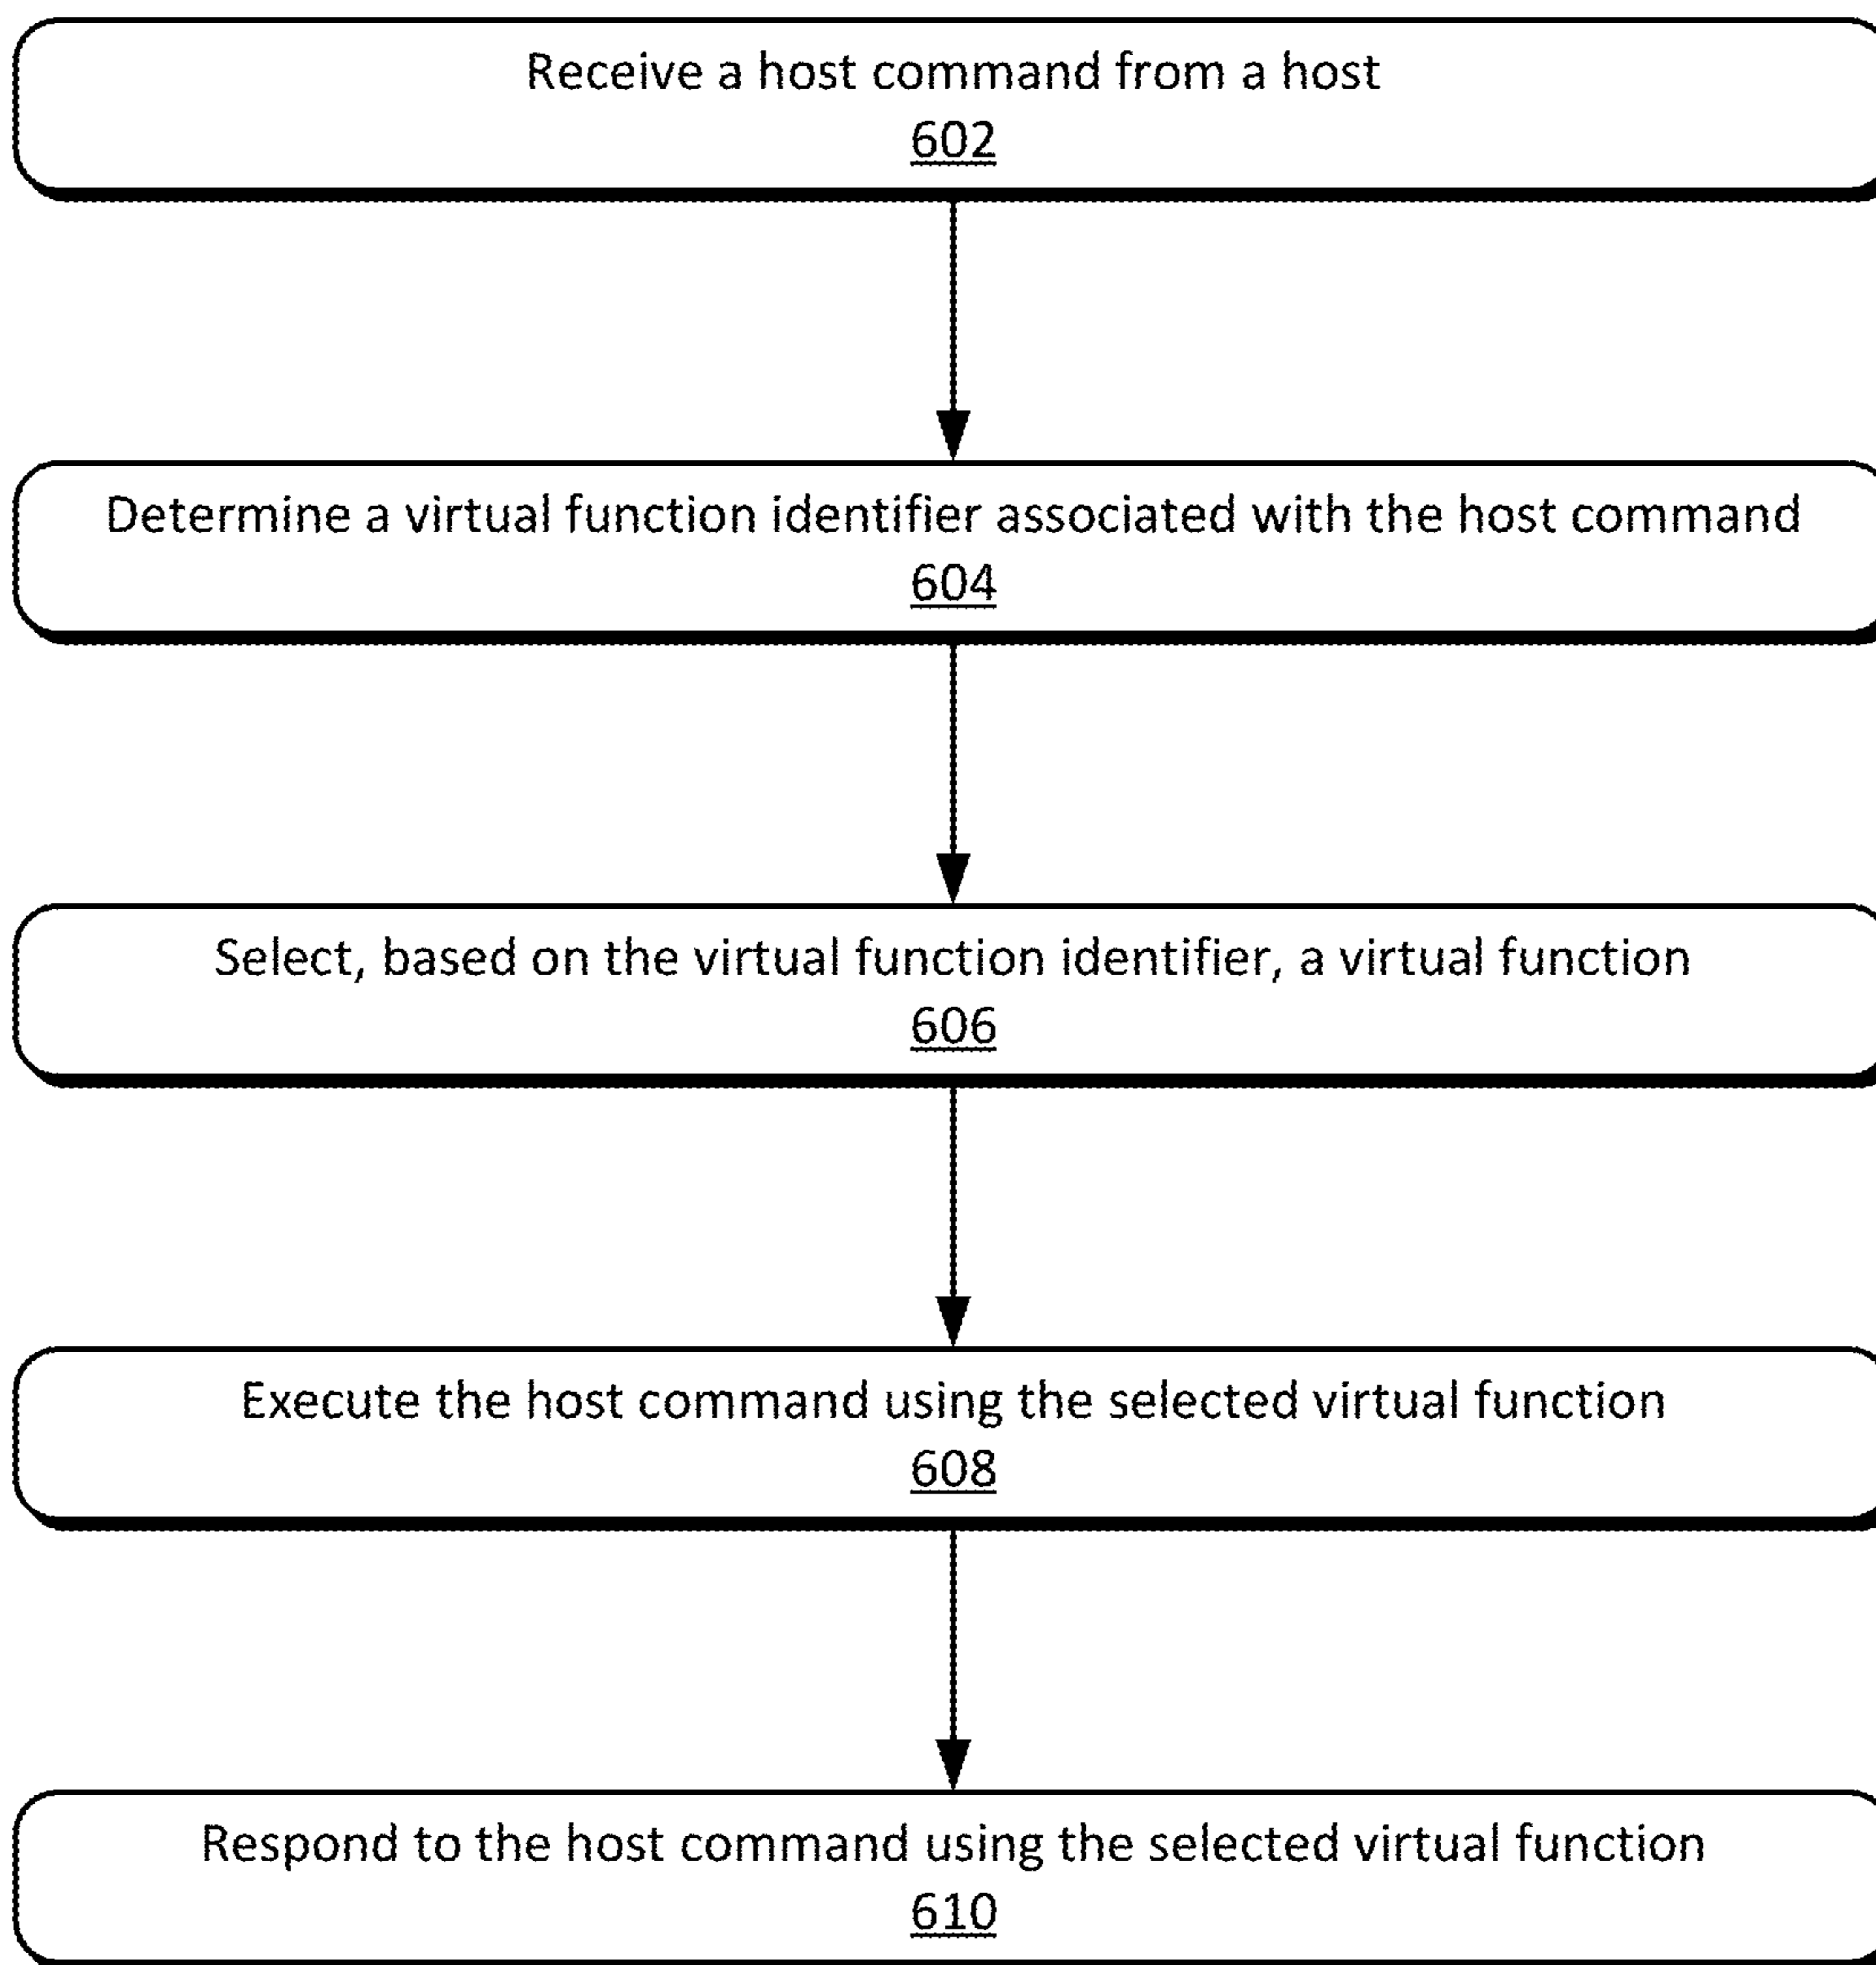 Receive a host command from a host
602
Determine a virtual function identifier associated with the host command
604
Select, based on the virtual function identifier, a virtual function
606
Execute the host command using the selected virtual function
608
Respond to the host command using the selected virtual function
610